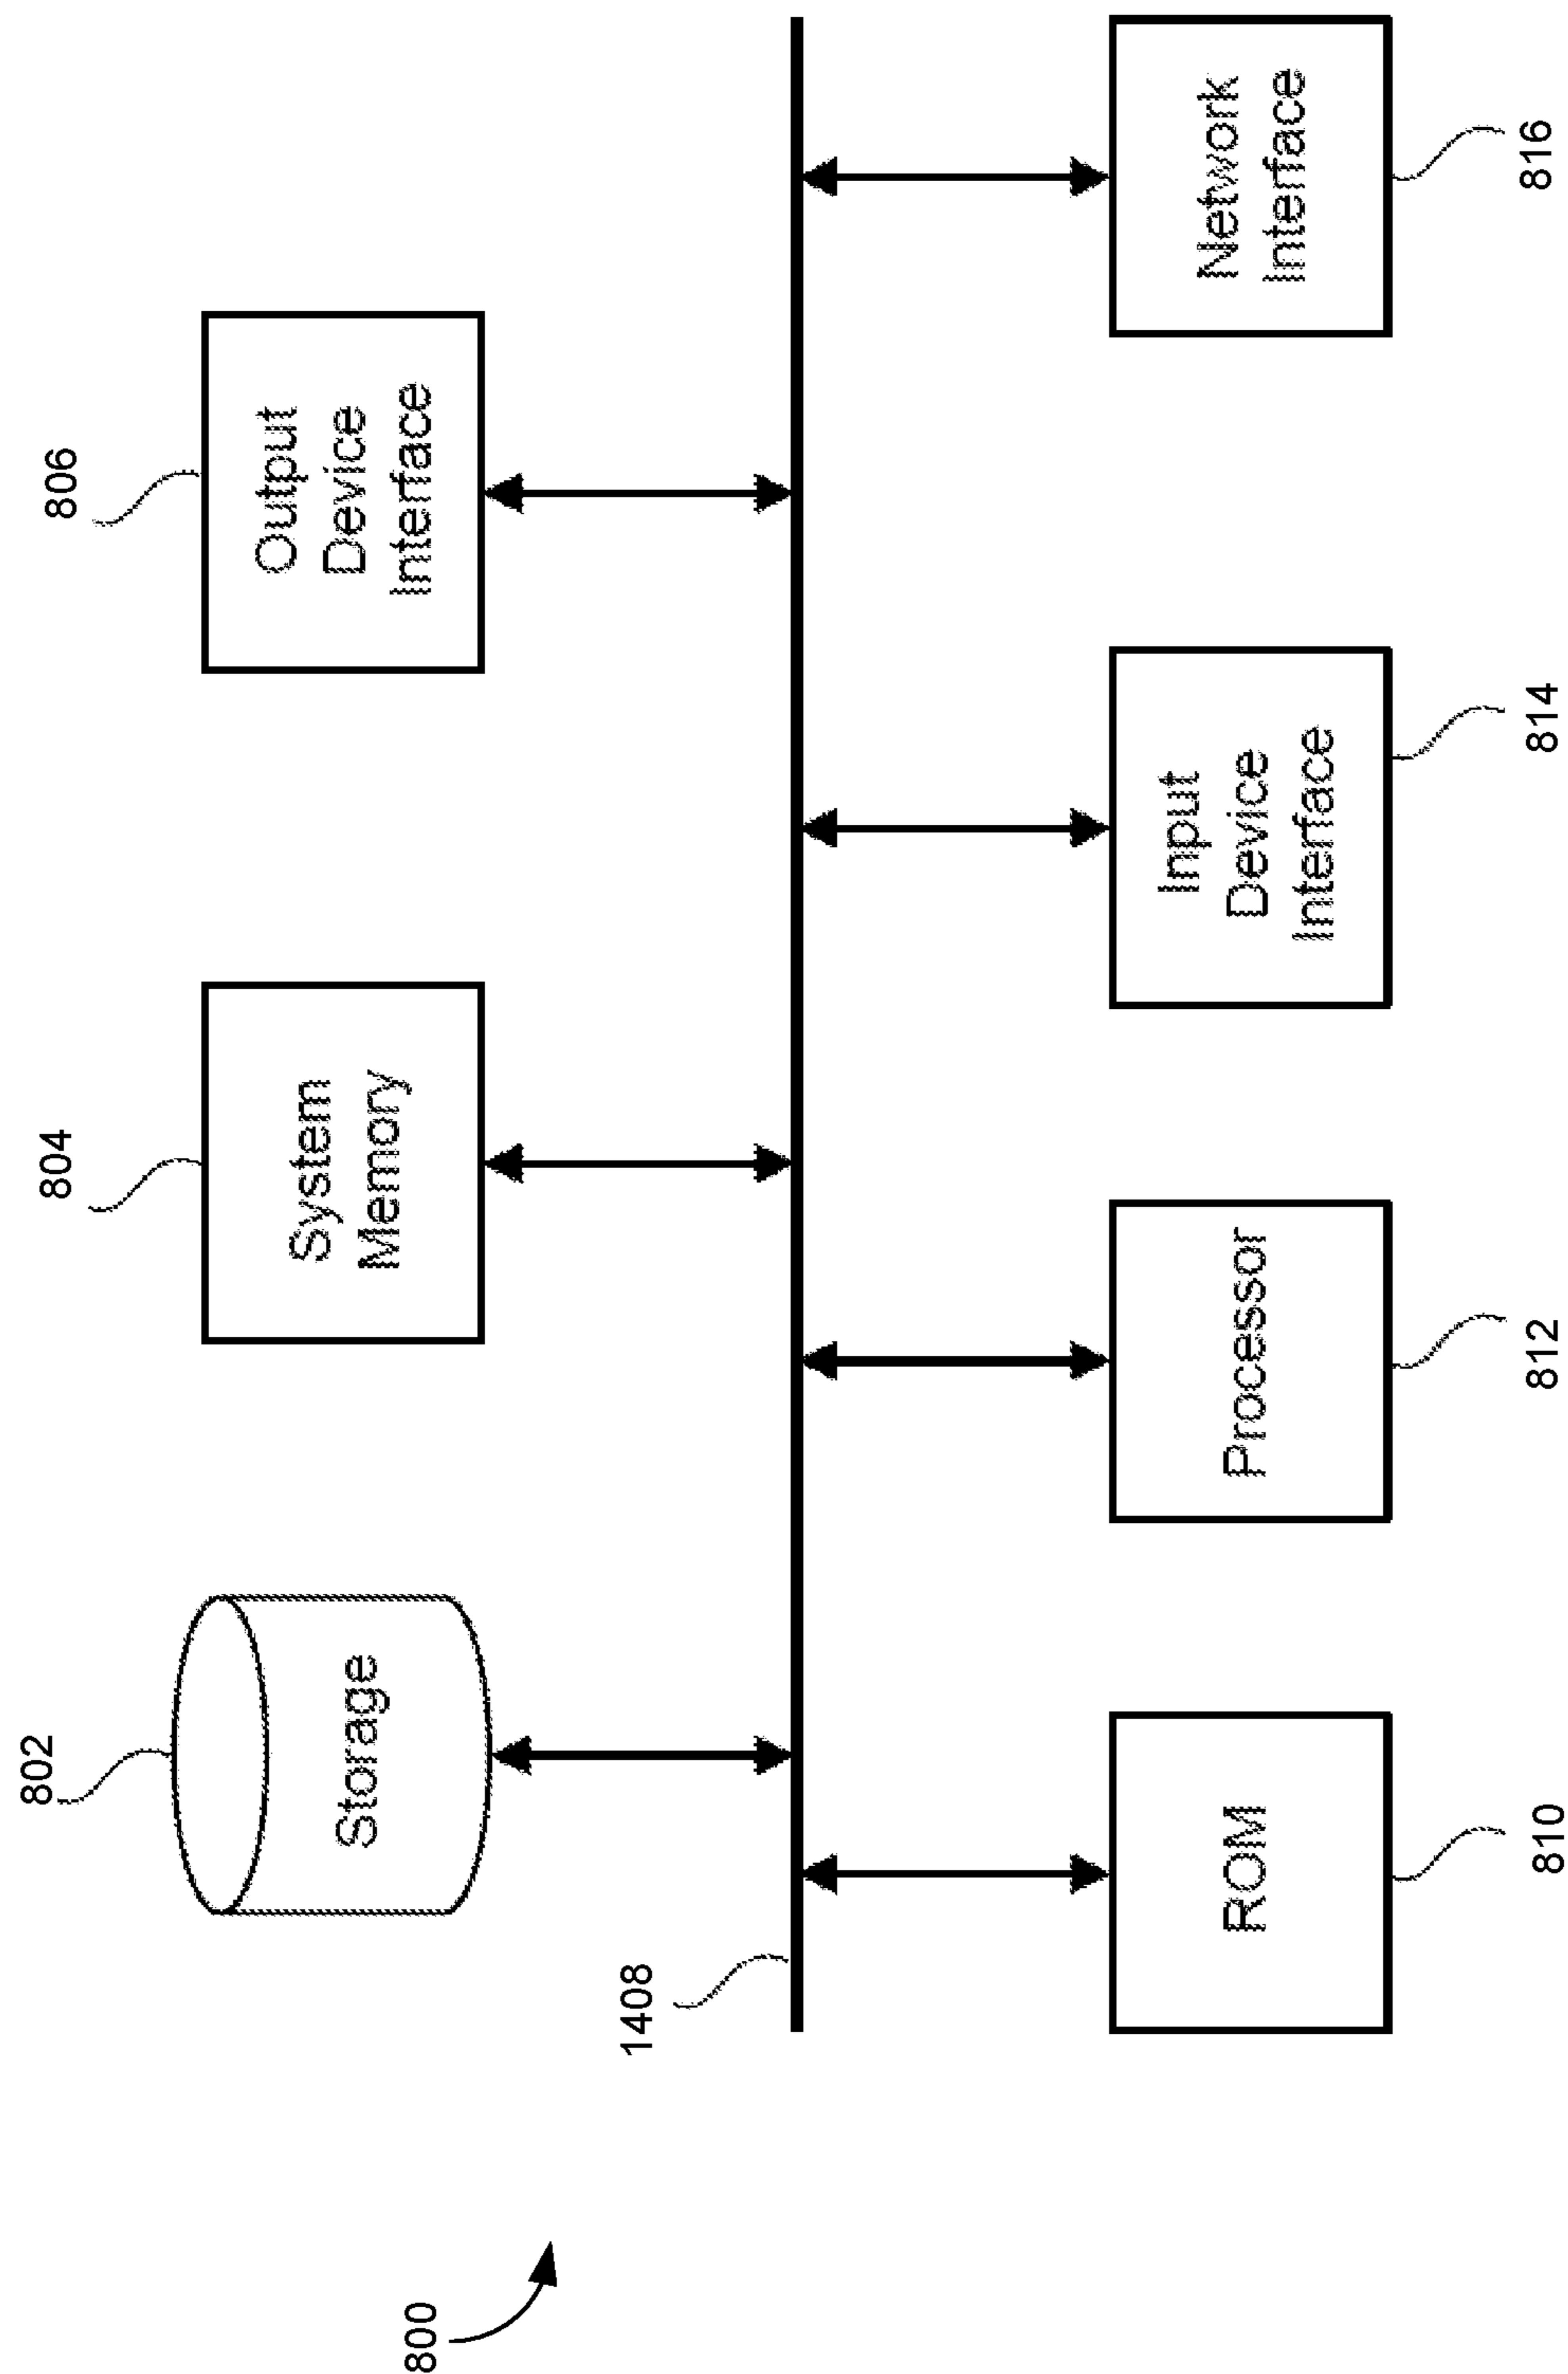 802
804
806
Storage
System
Memory
Output
Device
Interface
1408
ROM
Processor
Input
Device
Interface
Network
Interface
810
812
814
816
800